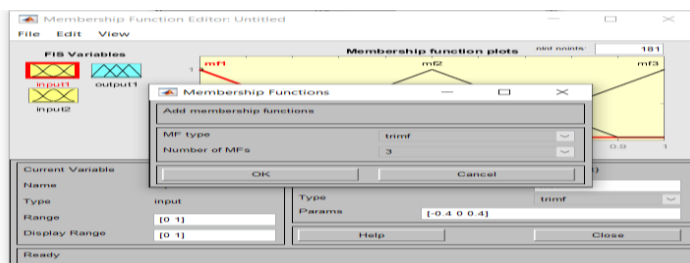 Membership Function Editor: Untitled
File Edit View
FIS Variables
Membership function plots plot points: 181
input1 output1
input2
1 mf1 mf2 mf3
0.9 1
Membership Functions
Add membership functions
MF type trimf
Number of MFs 3
OK Cancel
Current Variable
Name
Type input
Range [0 1]
Display Range [0 1]
Type trimf
Params [-0.4 0 0.4]
Help Close
Ready